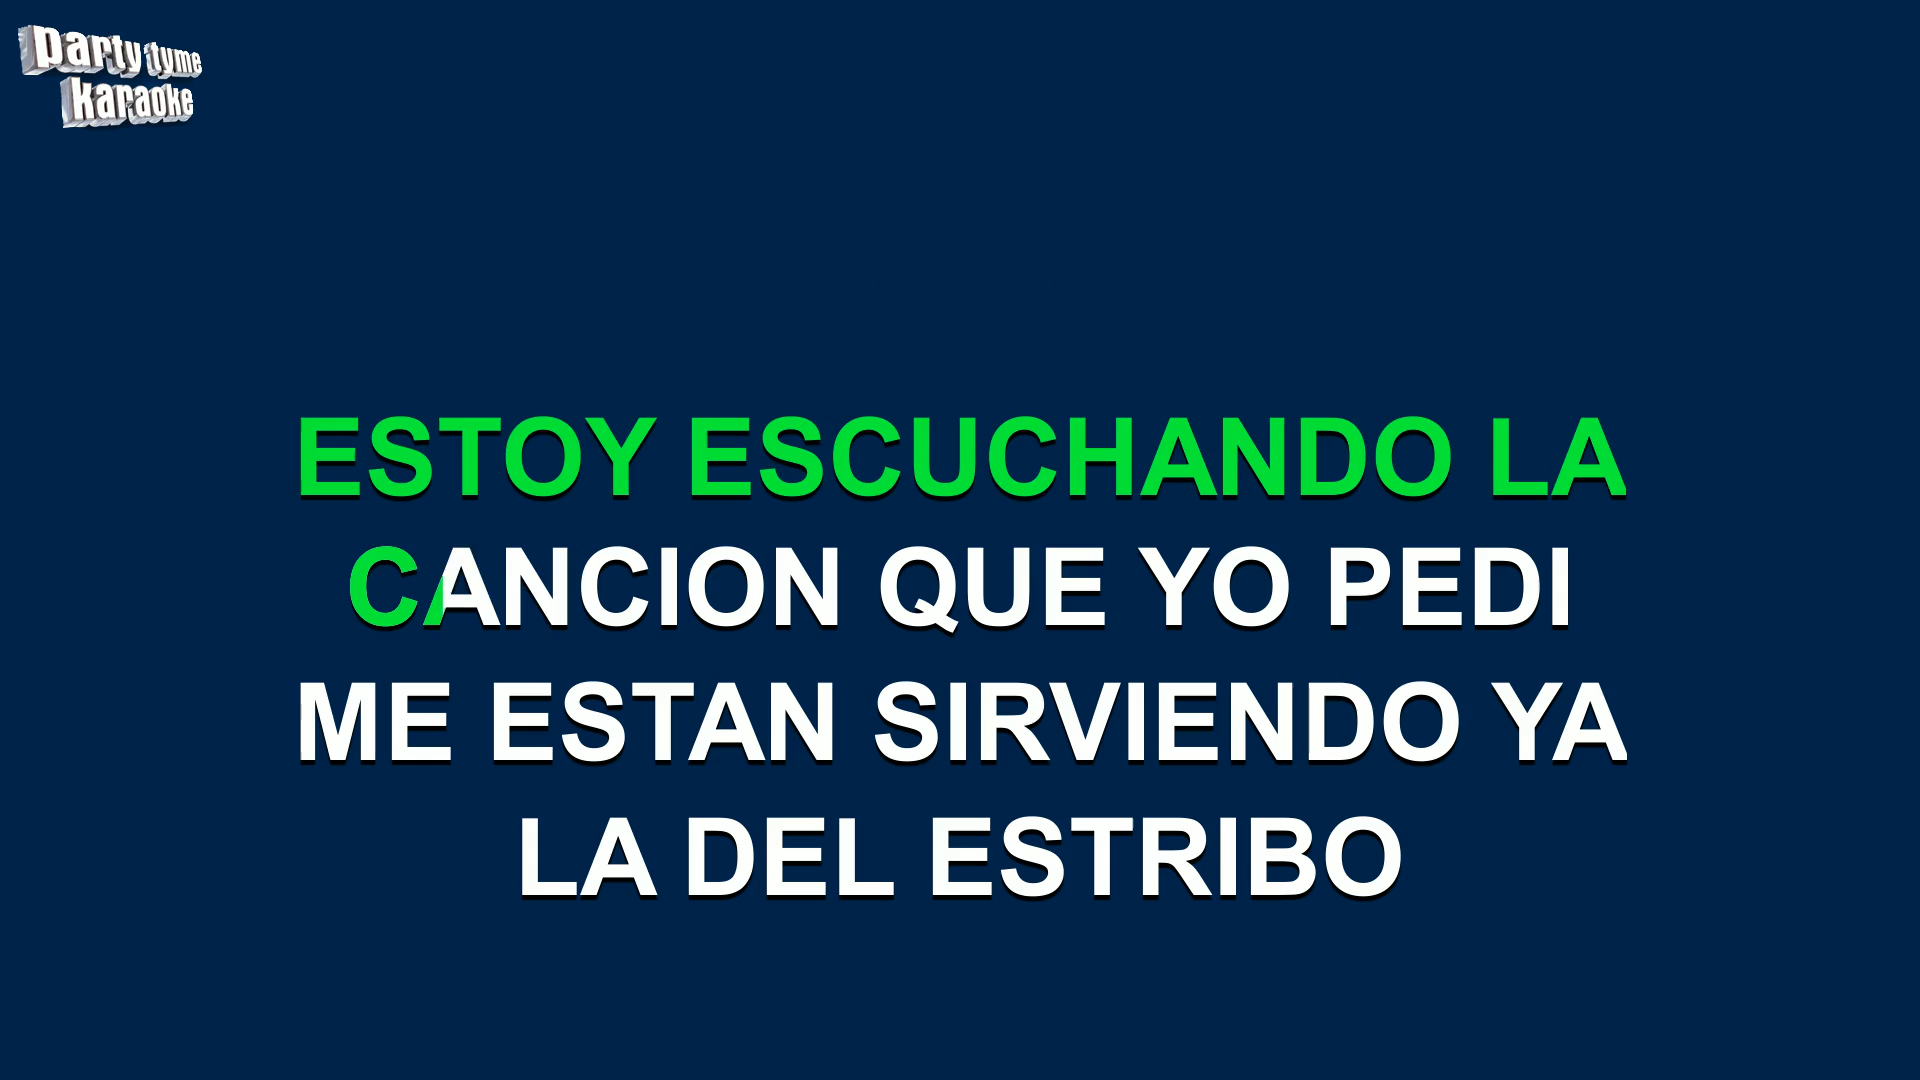 party tyme
karaoke
ESTOY ESCUCHANDO LA
CANCION QUE YO PEDI
ME ESTAN SIRVIENDO YA
LA DEL ESTRIBO